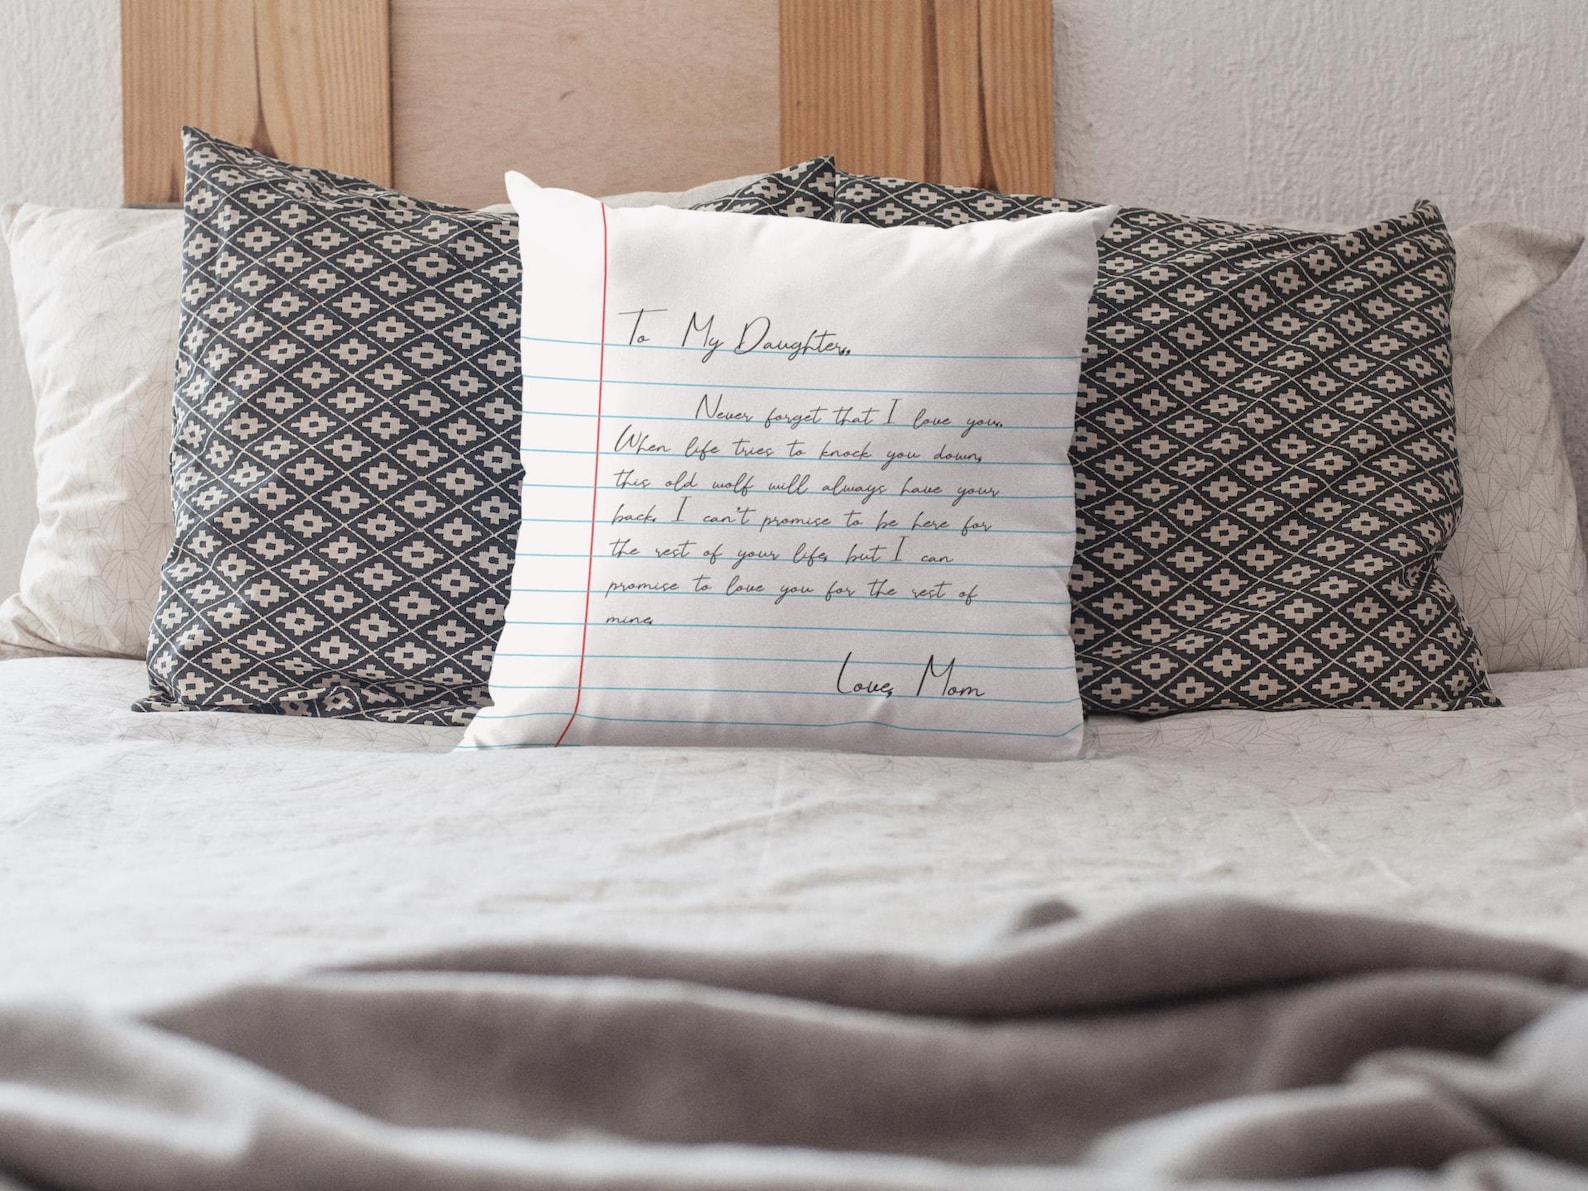 To My Daughter,
Never forget that I love you.
When life tries to knock you down,
this old wolf will always have your
back. I can't promise to be here for
the rest of your life, but I can
promise to love you for the rest of
mine.
Love, Mom